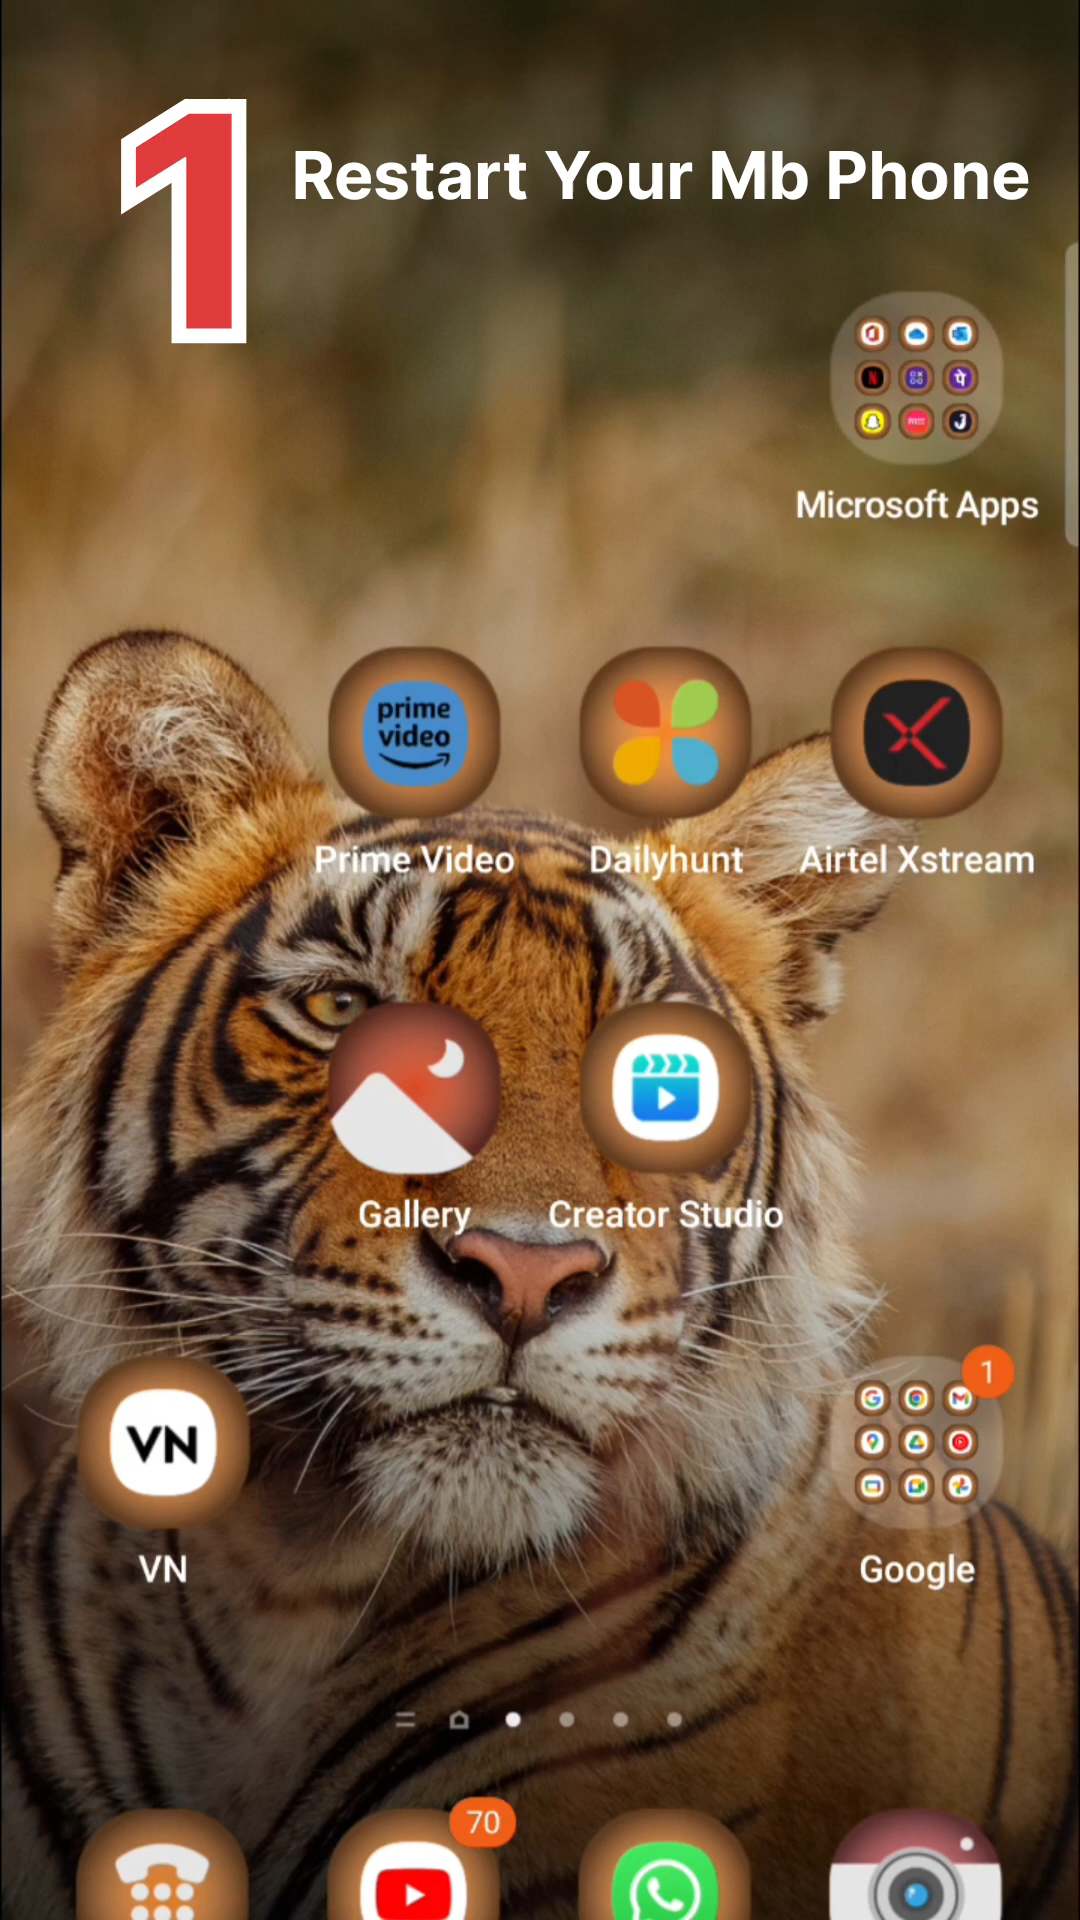 1
Restart Your Mb Phone
पे
Microsoft Apps
prime
video
Prime Video
Dailyhunt
Airtel Xstream
Gallery
Creator Studio
VN
VN
1
Google
70